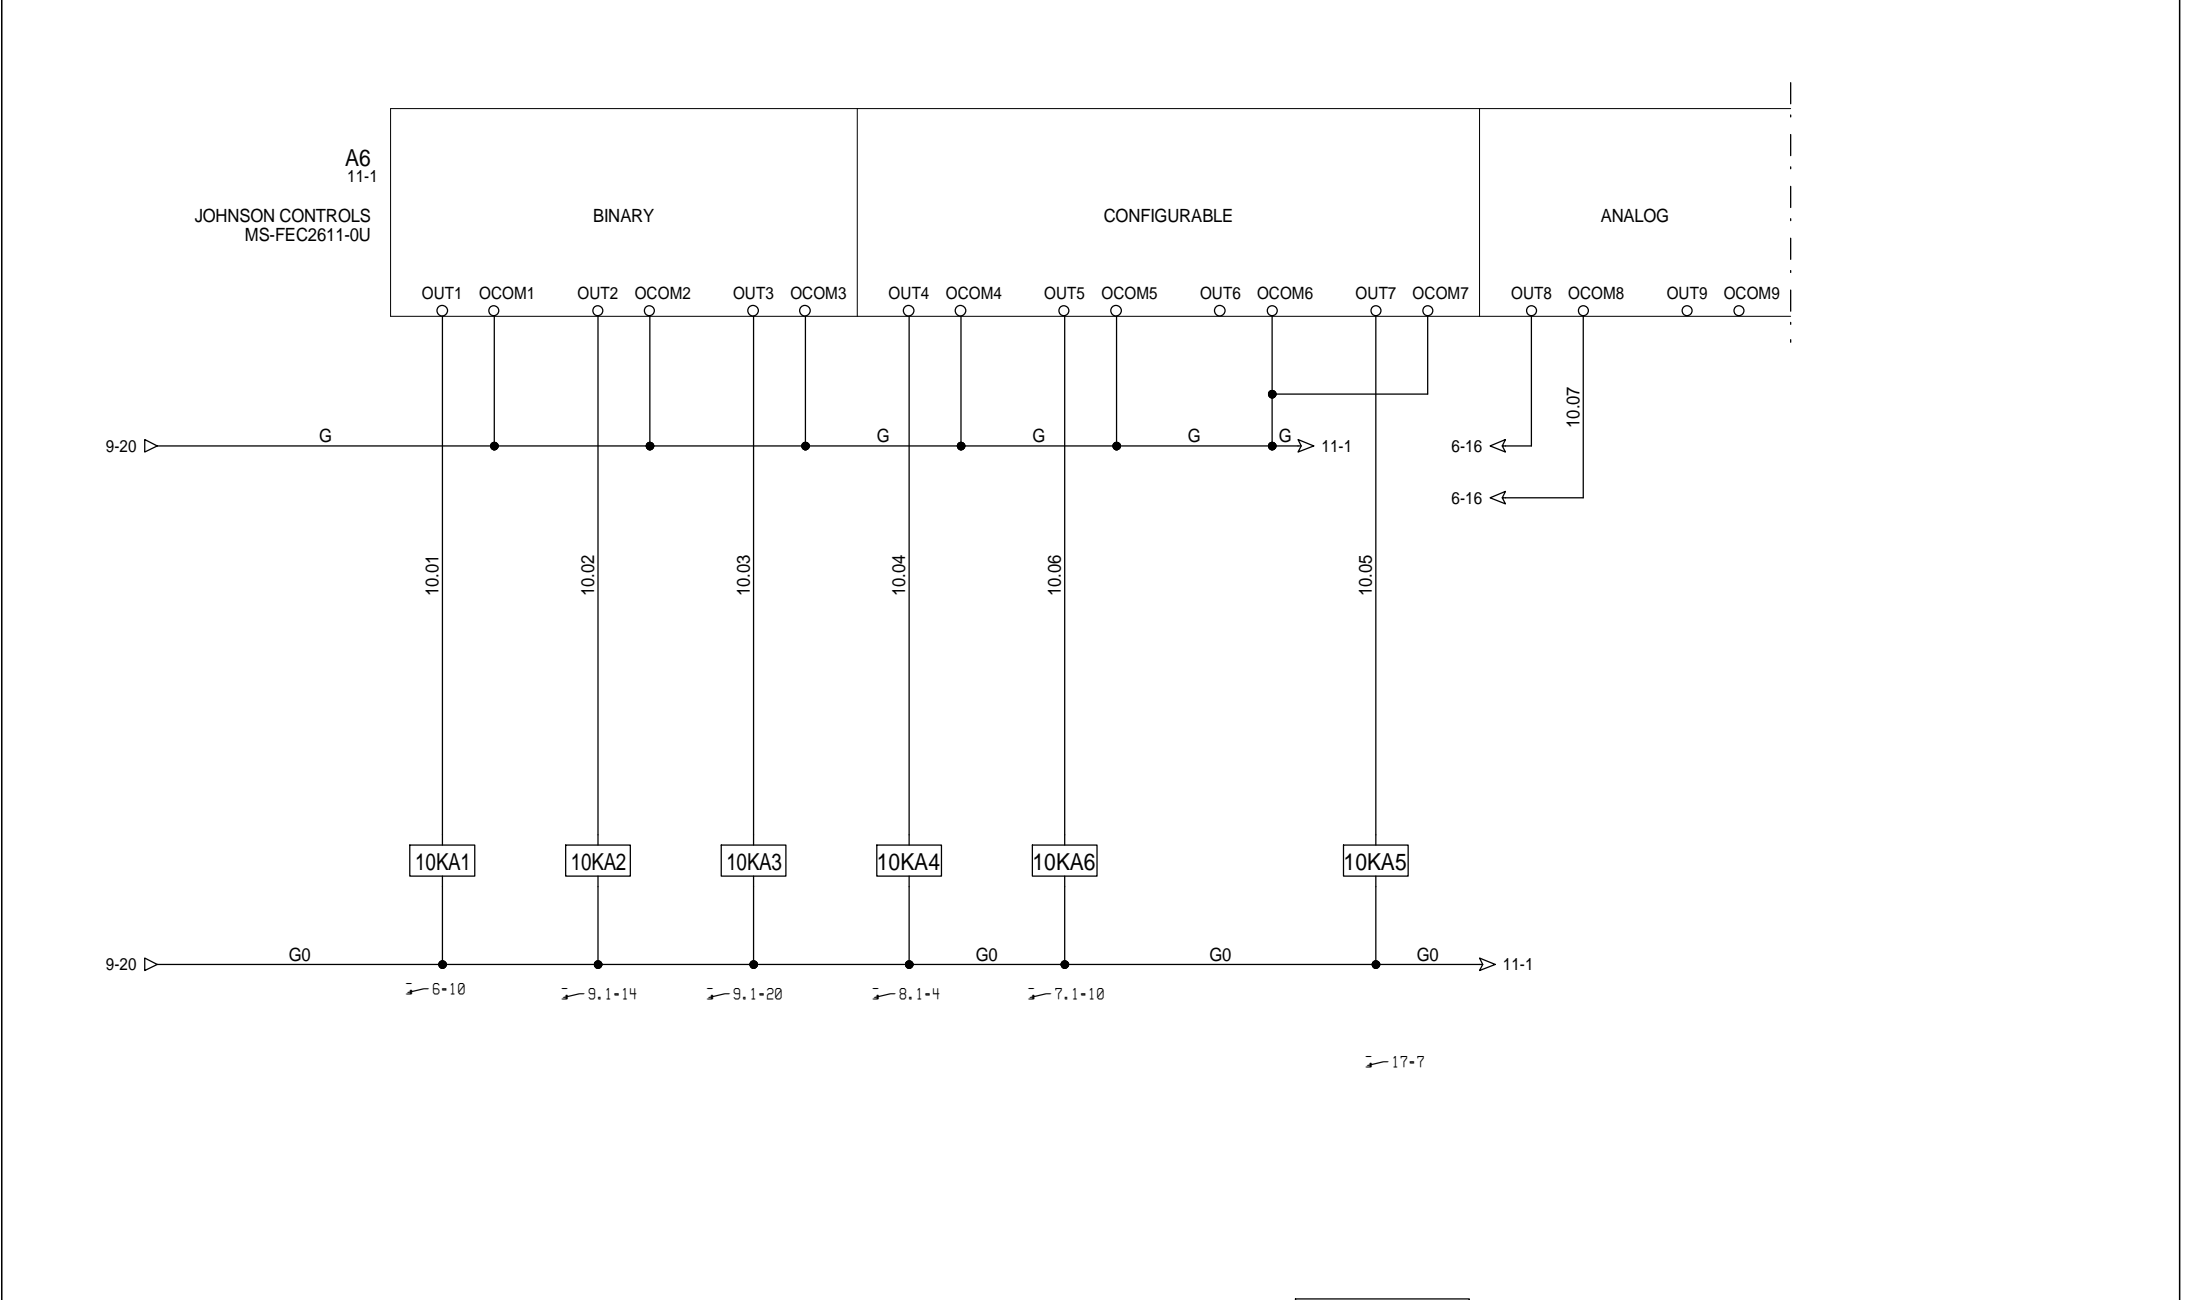 A6
11-1
JOHNSON CONTROLS
MS-FEC2611-0U
BINARY
CONFIGURABLE
ANALOG
OUT1 OCOM1 OUT2 OCOM2 OUT3 OCOM3 OUT4 OCOM4 OUT5 OCOM5 OUT6 OCOM6 OUT7 OCOM7 OUT8 OCOM8 OUT9 OCOM9
10.07
9-20 G G G G G 11-1 6-16
6-16
10.01 10.02 10.03 10.04 10.06 10.05
10KA1 10KA2 10KA3 10KA4 10KA6 10KA5
9-20 G0 G0 G0 G0 11-1
6-10 9.1-14 9.1-20 8.1-4 7.1-10
17-7